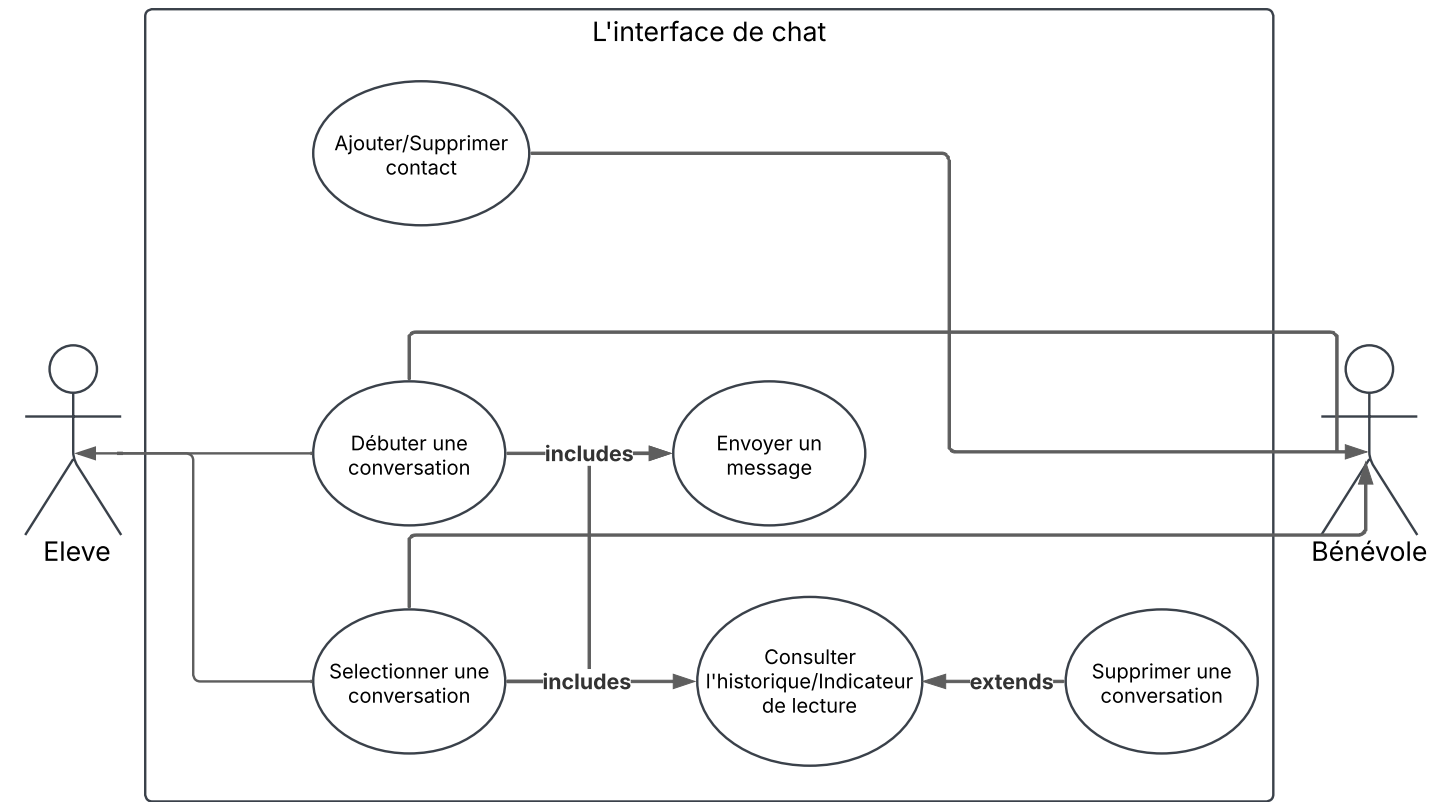 L'interface de chat
Ajouter/Supprimer
contact
Débuter une
conversation
includes
Envoyer un
message
Eleve
Bénévole
Selectionner une
conversation
includes
Consulter
l'historique/Indicateur
de lecture
extends
Supprimer une
conversation